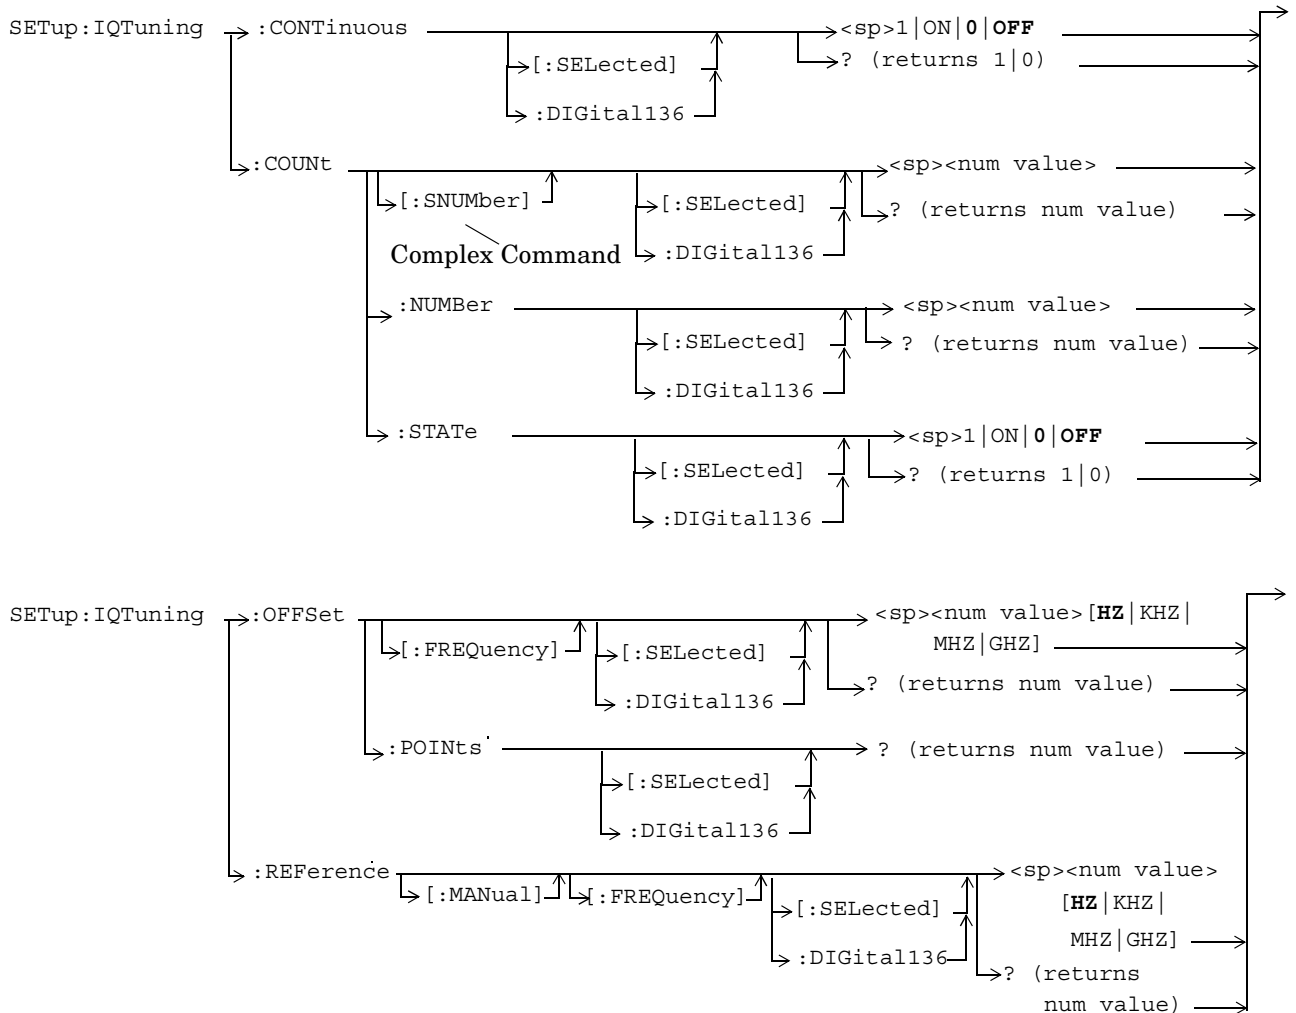 SETup:IQTuning :CONTinuous <sp>1|ON|0|OFF
[:SELected] ? (returns 1|0)
:DIGital136
:COUNt <sp><num value>
[:SNUMber] [:SELected] ? (returns num value)
Complex Command :DIGital136
:NUMBer <sp><num value>
[:SELected] ? (returns num value)
:DIGital136
:STATe <sp>1|ON|0|OFF
[:SELected] ? (returns 1|0)
:DIGital136
SETup:IQTuning :OFFSet <sp><num value>[HZ|KHZ|
[:FREQuency] [:SELected] MHZ|GHZ]
:DIGital136 ? (returns num value)
:POINts ? (returns num value)
[:SELected]
:DIGital136
:REFerence <sp><num value>
[:MANual] [:FREQuency] [:SELected] [HZ|KHZ|
:DIGital136 MHZ|GHZ]
? (returns
num value)